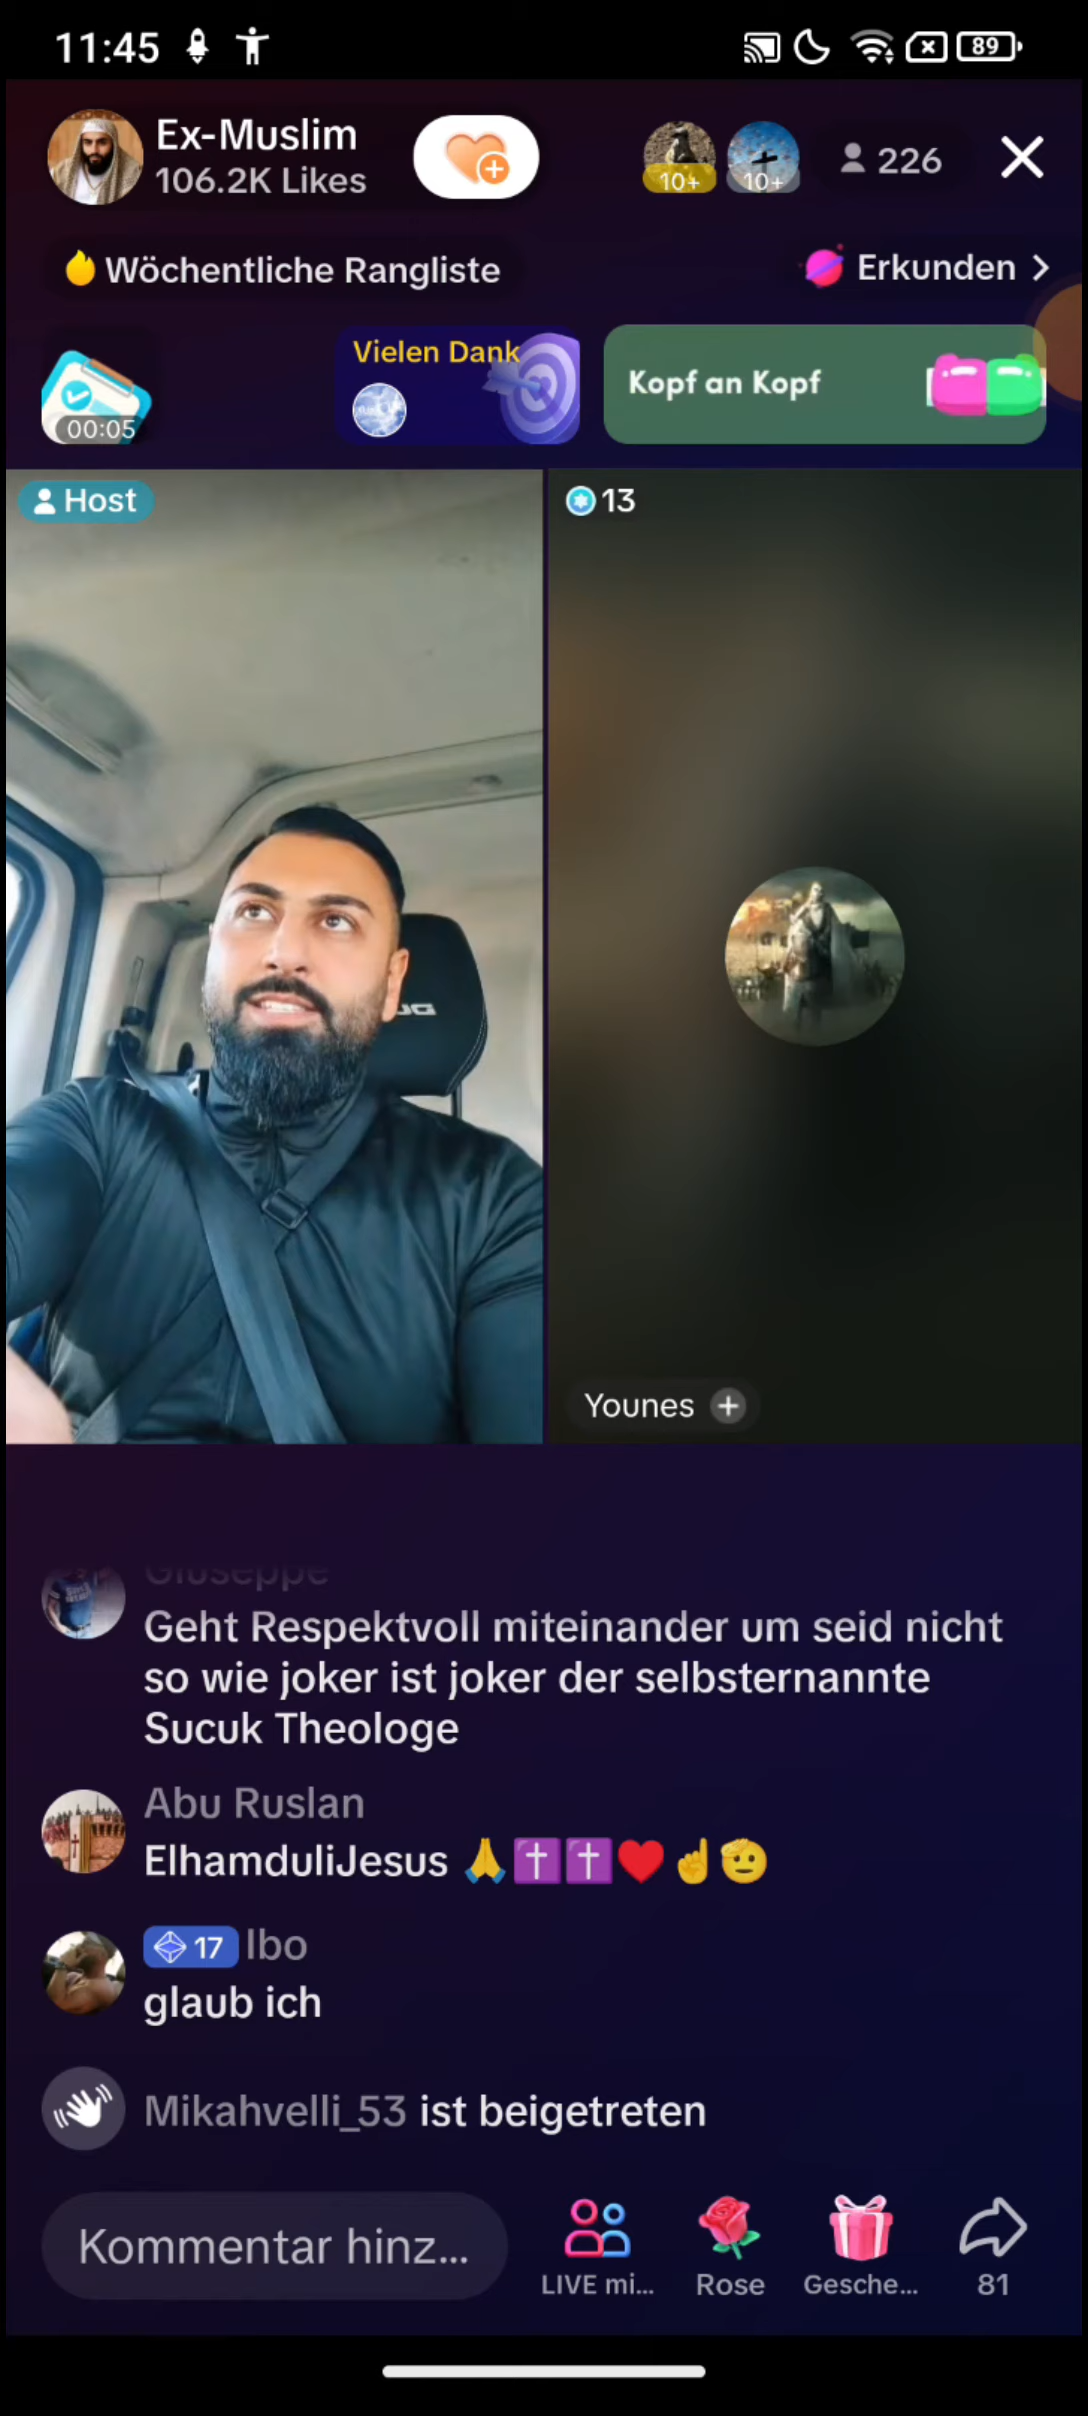 11:45
89
Ex-Muslim
106.2K Likes
10+
10+
226
Wöchentliche Rangliste
Erkunden
00:05
Vielen Dank
Kopf an Kopf
Host
13
Younes
Giuseppe
Geht Respektvoll miteinander um seid nicht
so wie joker ist joker der selbsternannte
Sucuk Theologe
Abu Ruslan
ElhamduliJesus 🙏✝️✝️❤️☝️🫡
17 Ibo
glaub ich
Mikahvelli_53 ist beigetreten
Kommentar hinz...
LIVE mi...
Rose
Gesche...
81